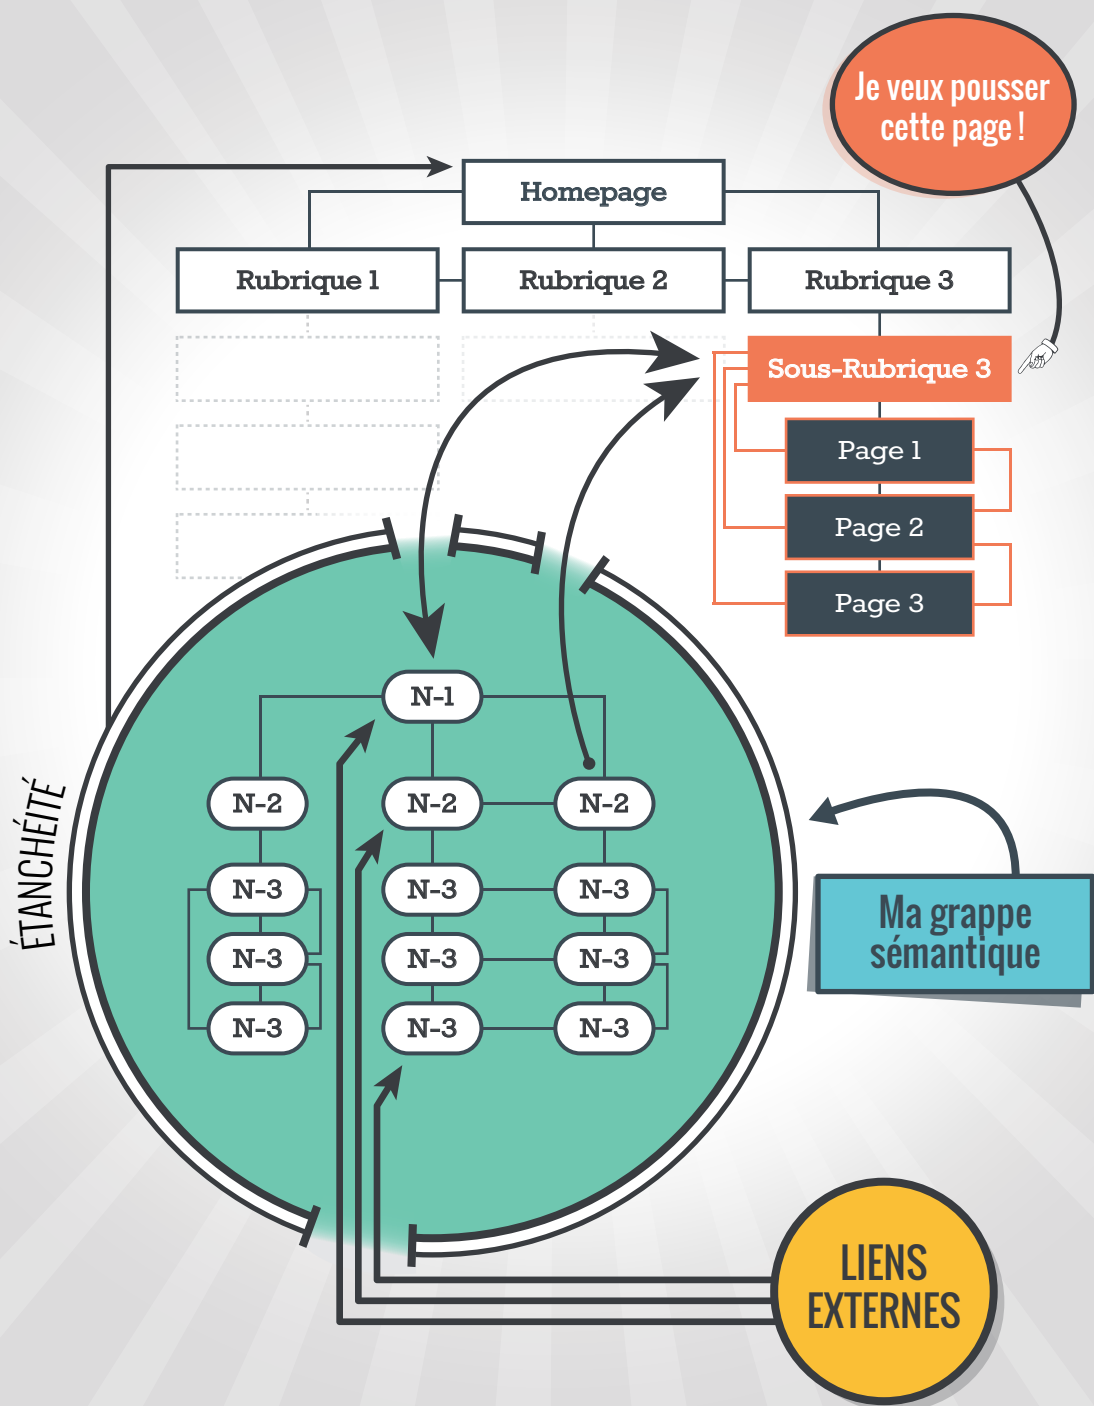 Je veux pousser
cette page !
Homepage
Rubrique 1
Rubrique 2
Rubrique 3
Sous-Rubrique 3
Page 1
Page 2
Page 3
N-1
N-2
N-2
N-2
N-3
N-3
N-3
N-3
N-3
N-3
N-3
N-3
N-3
ÉTANCHÉITÉ
Ma grappe
sémantique
LIENS
EXTERNES